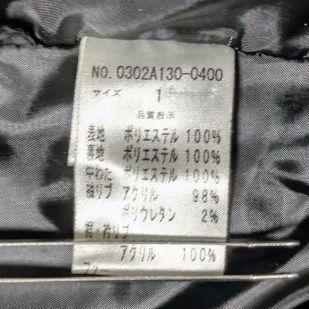 NO.0302A130-0400
サイズ 1
品質表示
表地 ポリエステル 100%
裏地 ポリエステル 100%
中わた ポリエステル 100%
袖リブ アクリル 98%
ポリウレタン 2%
アクリル 100%